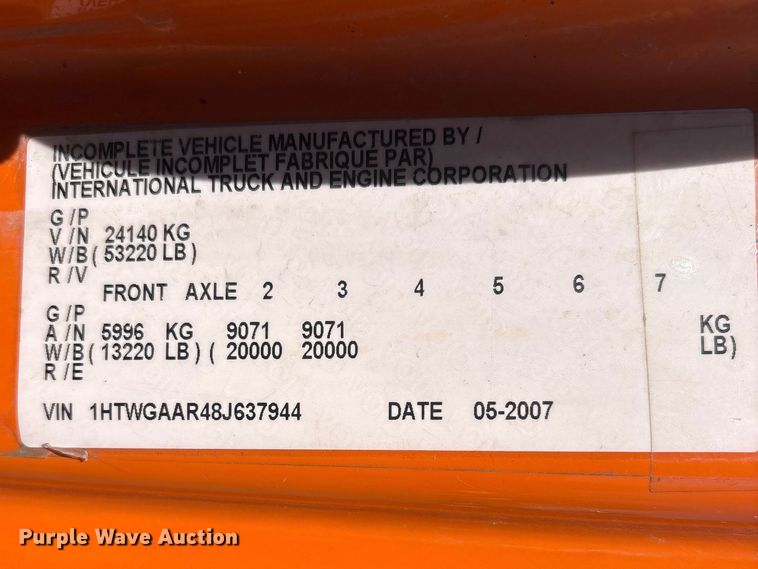 INCOMPLETE VEHICLE MANUFACTURED BY /
(VEHICULE INCOMPLET FABRIQUE PAR)
INTERNATIONAL TRUCK AND ENGINE CORPORATION
G / P
V / N 24140 KG
W/B ( 53220 LB )
R / V
FRONT AXLE 2 3 4 5 6 7
G / P
A / N 5996 KG 9071 9071 KG
W/B ( 13220 LB ) ( 20000 20000 LB)
R / E
VIN 1HTWGAAR48J637944 DATE 05-2007
Purple Wave Auction